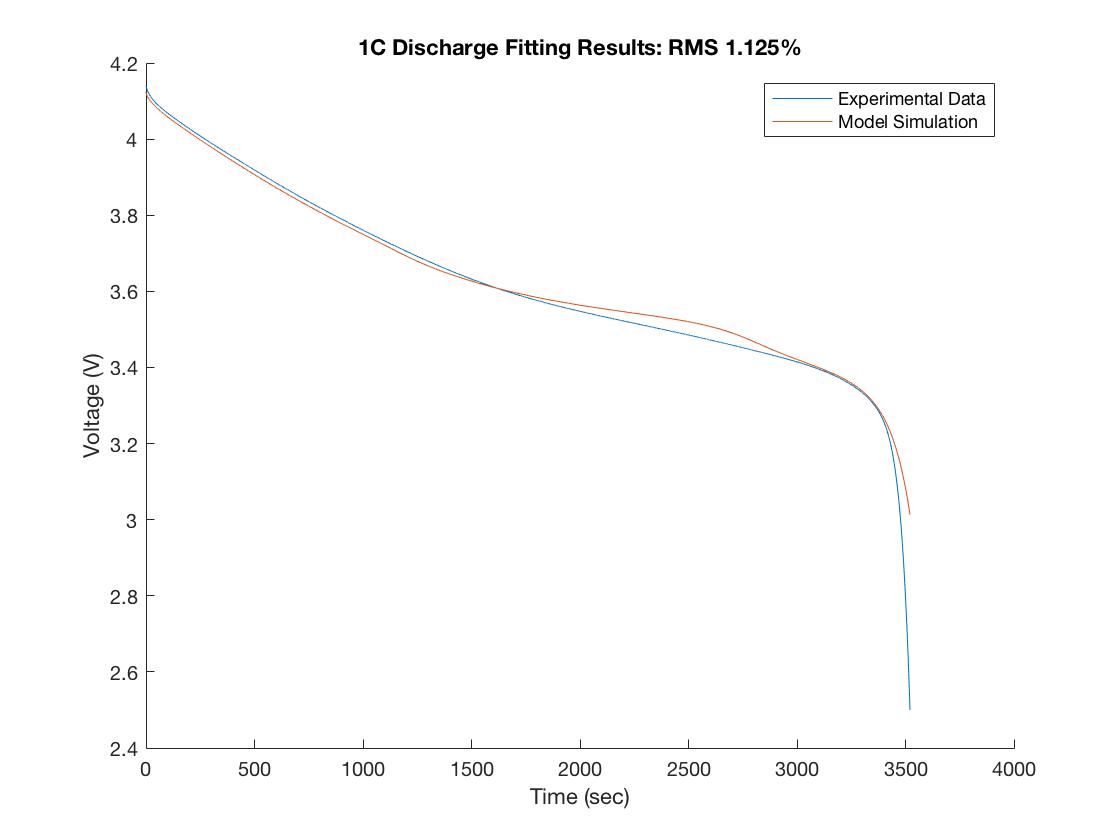 1C Discharge Fitting Results: RMS 1.125%
Experimental Data
Model Simulation
Voltage (V)
4.2
4
3.8
3.6
3.4
3.2
3
2.8
2.6
2.4
0 500 1000 1500 2000 2500 3000 3500 4000
Time (sec)